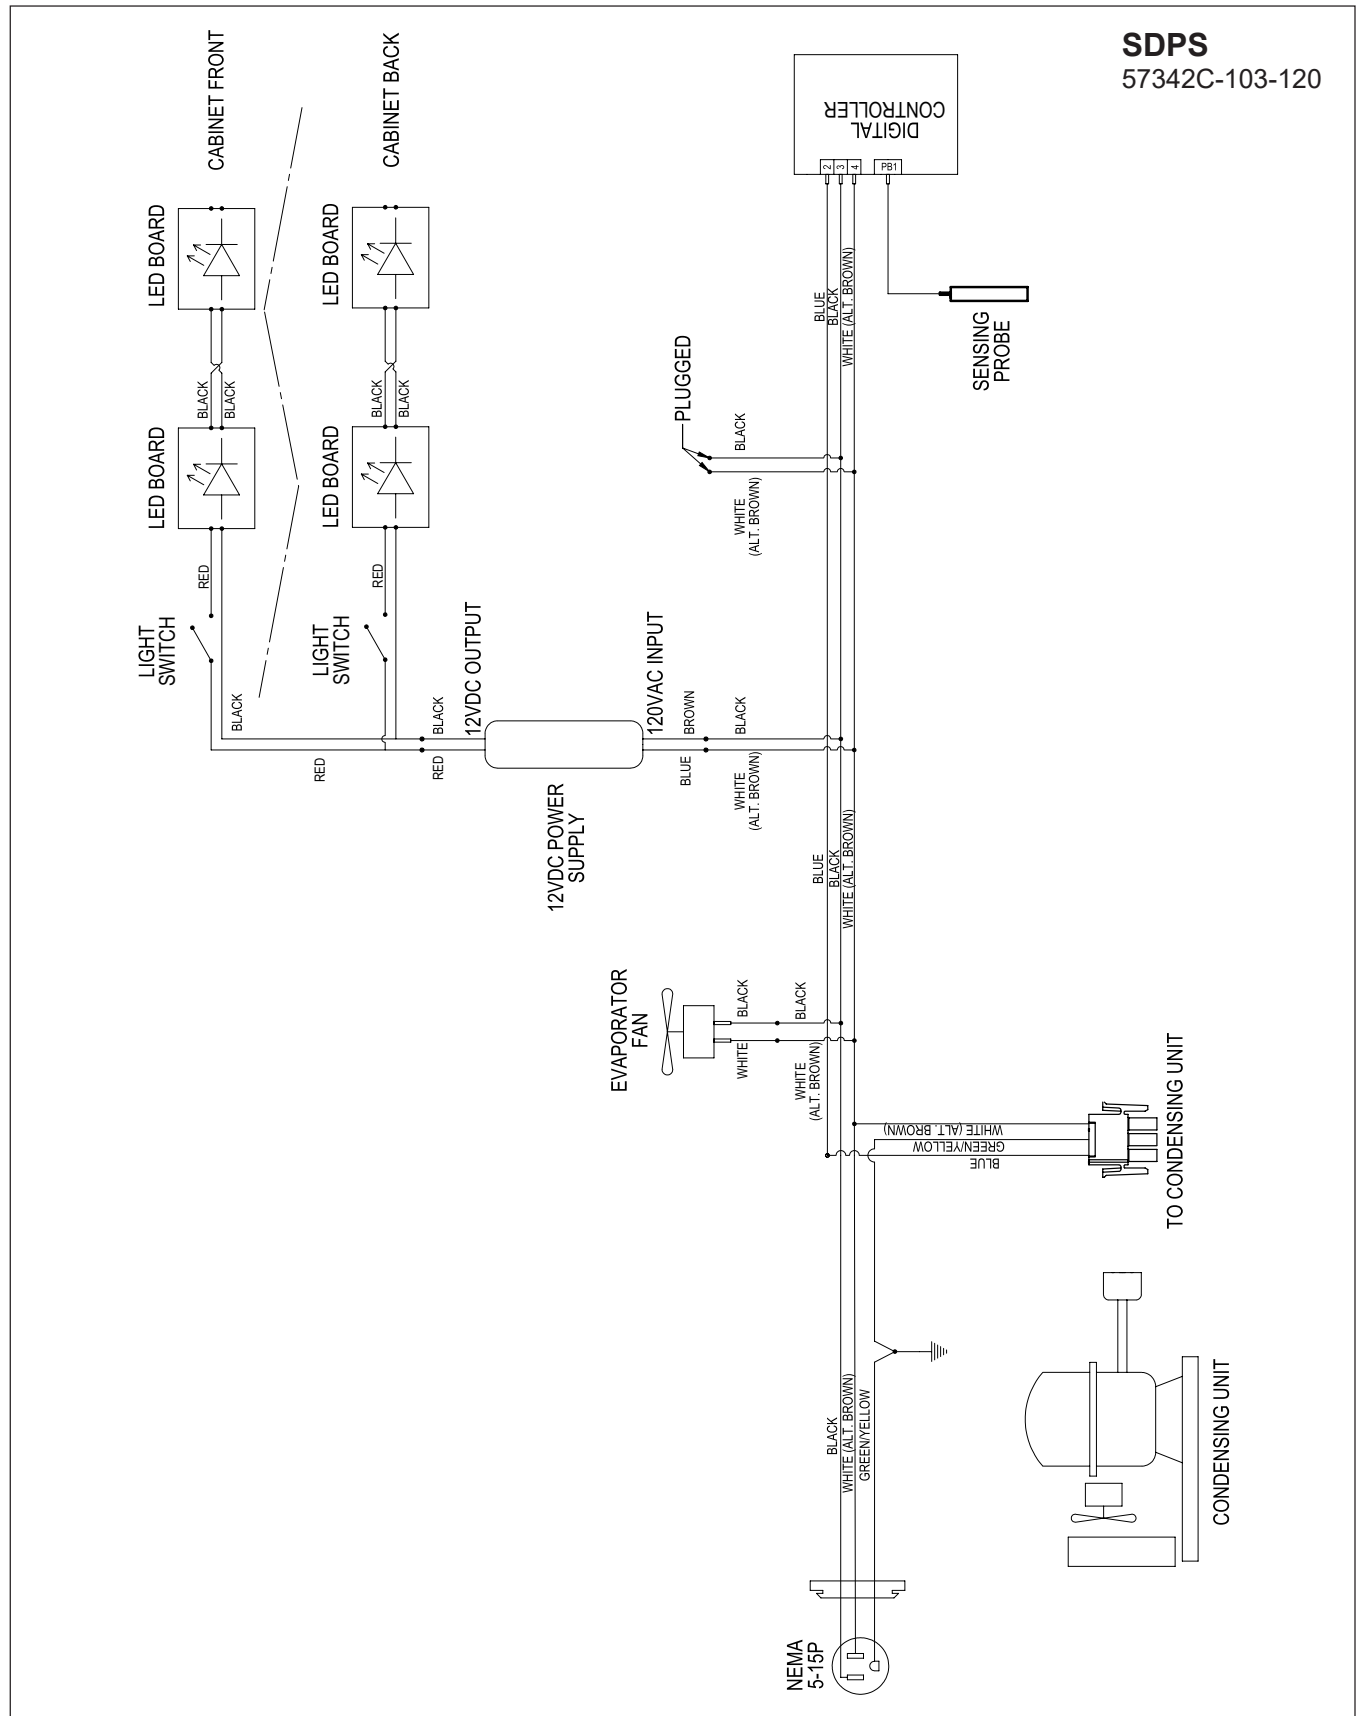 SDPS
57342C-103-120
CABINET FRONT
CABINET BACK
DIGITAL
CONTROLLER
2
3
4
PB1
LED BOARD
LED BOARD
BLUE
BLACK
WHITE (ALT. BROWN)
SENSING
PROBE
PLUGGED
BLACK
BLACK
BLACK
BLACK
BLACK
WHITE
(ALT. BROWN)
LED BOARD
LED BOARD
RED
RED
LIGHT
SWITCH
LIGHT
SWITCH
12VDC OUTPUT
120VAC INPUT
BLACK
BLACK
BROWN
BLACK
RED
RED
BLUE
WHITE
(ALT. BROWN)
12VDC POWER
SUPPLY
BLUE
BLACK
WHITE (ALT. BROWN)
EVAPORATOR
FAN
BLACK
BLACK
WHITE
WHITE
(ALT. BROWN)
WHITE (ALT. BROWN)
GREEN/YELLOW
BLUE
TO CONDENSING UNIT
BLACK
WHITE (ALT. BROWN)
GREEN/YELLOW
CONDENSING UNIT
NEMA
5-15P